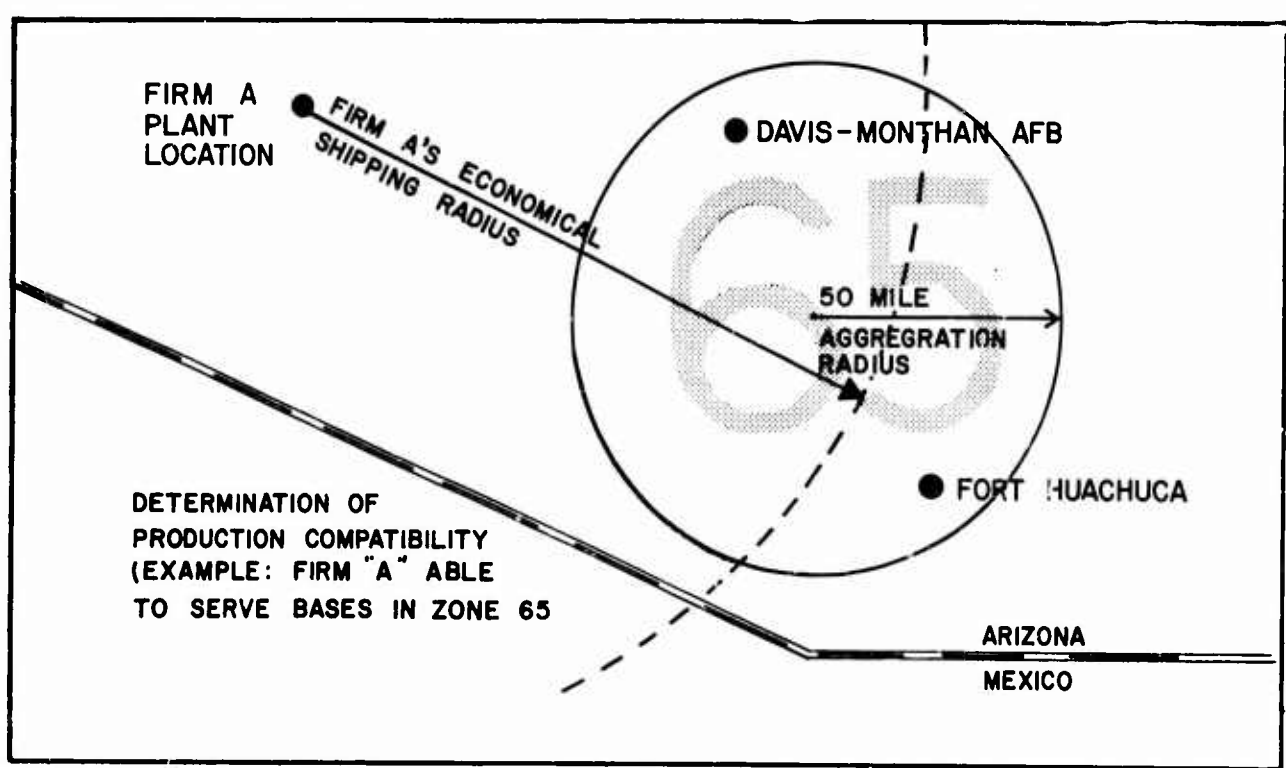 FIRM A
PLANT
LOCATION
FIRM A'S ECONOMICAL
SHIPPING RADIUS
DAVIS-MONTHAN AFB
65
50 MILE
AGGREGRATION
RADIUS
FORT HUACHUCA
DETERMINATION OF
PRODUCTION COMPATIBILITY
(EXAMPLE: FIRM "A" ABLE
TO SERVE BASES IN ZONE 65
ARIZONA
MEXICO